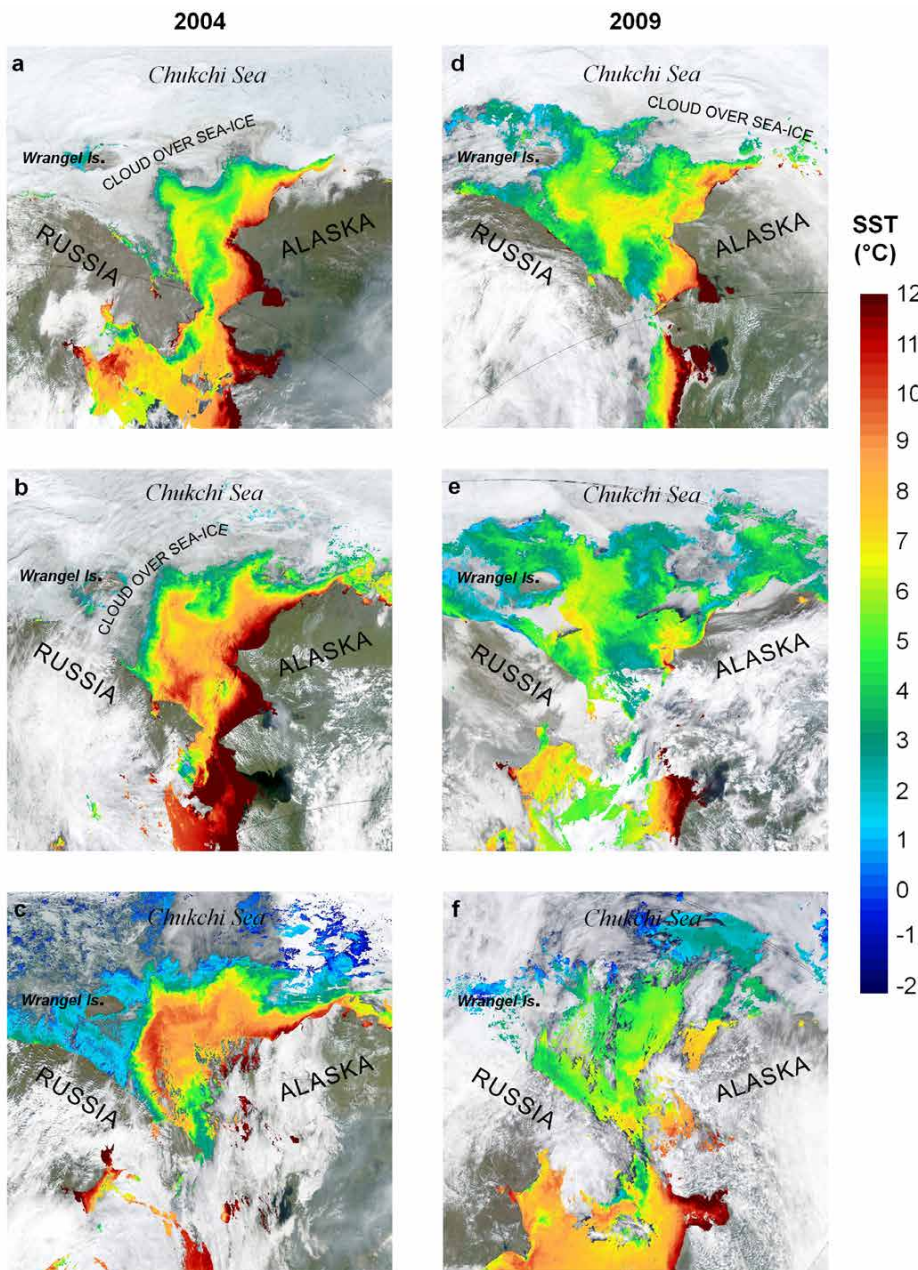 2004
2009
a
Chukchi Sea
CLOUD OVER SEA-ICE
Wrangel Is.
RUSSIA
ALASKA
d
Chukchi Sea
CLOUD OVER SEA-ICE
Wrangel Is.
RUSSIA
ALASKA
b
Chukchi Sea
CLOUD OVER SEA-ICE
Wrangel Is.
RUSSIA
ALASKA
e
Chukchi Sea
Wrangel Is.
RUSSIA
ALASKA
c
Chukchi Sea
Wrangel Is.
RUSSIA
ALASKA
f
Chukchi Sea
Wrangel Is.
RUSSIA
ALASKA
SST
(°C)
12
11
10
9
8
7
6
5
4
3
2
1
0
-1
-2